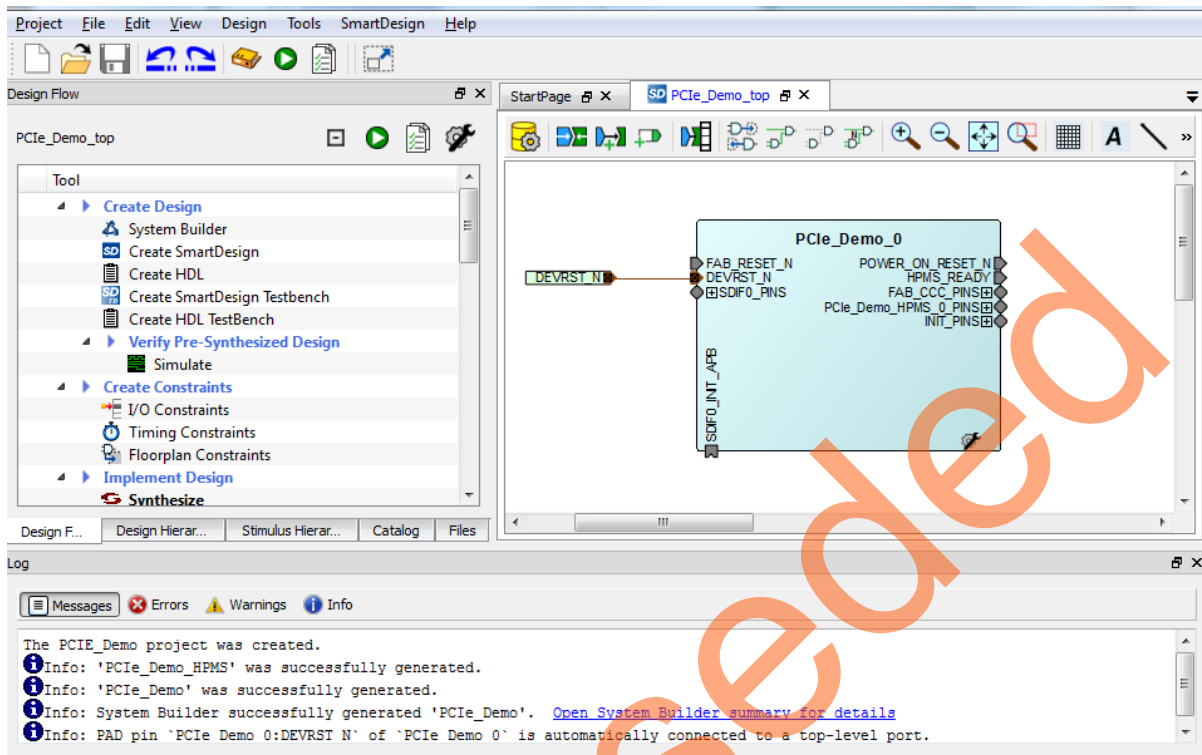 Project File Edit View Design Tools SmartDesign Help
Design Flow
StartPage
SD PCIe_Demo_top
PCIe_Demo_top
A
»
Tool
Create Design
System Builder
SD Create SmartDesign
Create HDL
Create SmartDesign Testbench
Create HDL TestBench
Verify Pre-Synthesized Design
Simulate
Create Constraints
I/O Constraints
Timing Constraints
Floorplan Constraints
Implement Design
Synthesize
Design F... Design Hierar... Stimulus Hierar... Catalog Files
PCIe_Demo_0
DEVRST_N
FAB_RESET_N
DEVRST_N
SDIF0_PINS
POWER_ON_RESET_N
HPMS_READY
FAB_CCC_PINS
PCIe_Demo_HPMS_0_PINS
INIT_PINS
SDIF0_INIT_APB
Log
Messages Errors Warnings Info
The PCIE_Demo project was created.
Info: 'PCIe_Demo_HPMS' was successfully generated.
Info: 'PCIe_Demo' was successfully generated.
Info: System Builder successfully generated 'PCIe_Demo'. Open System Builder summary for details
Info: PAD pin `PCIe_Demo_0:DEVRST_N` of `PCIe_Demo_0` is automatically connected to a top-level port.
seded